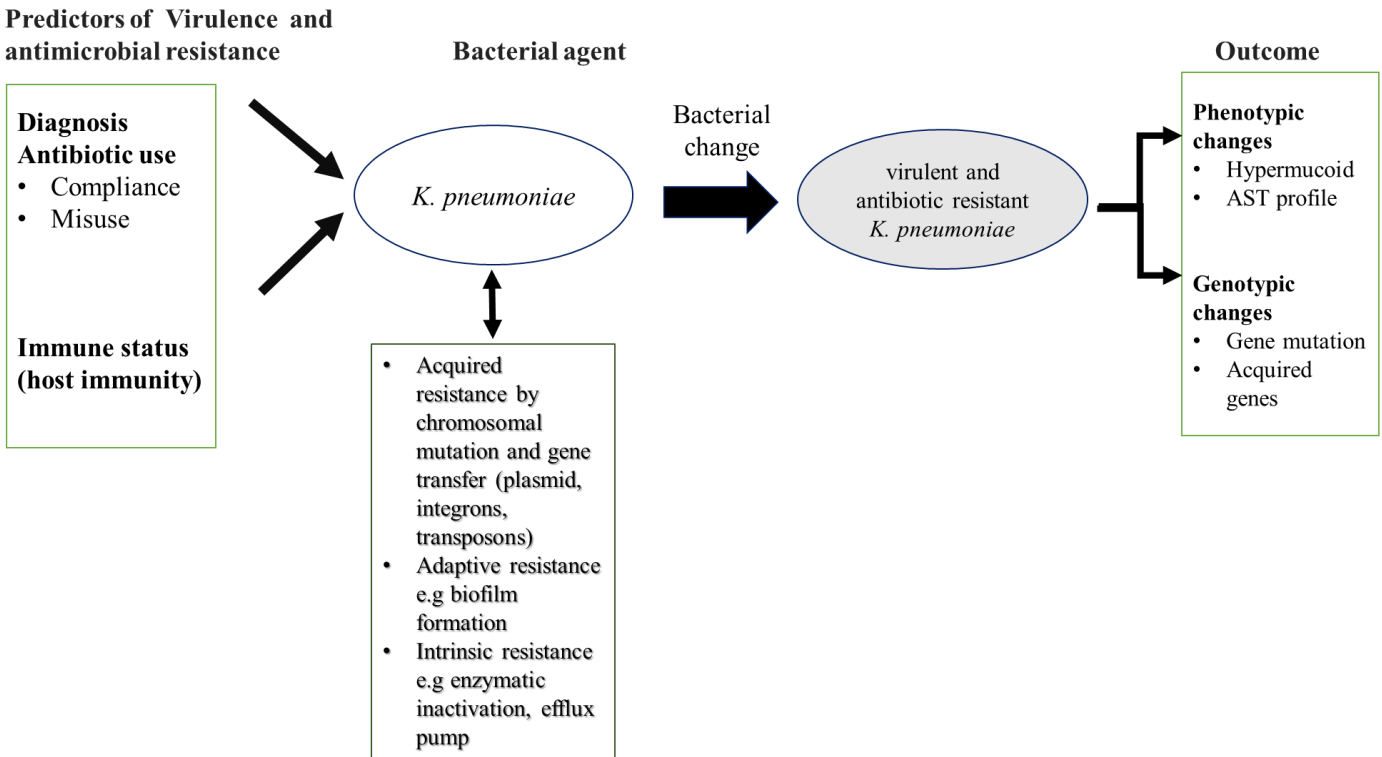 Predictors of Virulence and
antimicrobial resistance
Bacterial agent
Outcome
Diagnosis
Antibiotic use
• Compliance
• Misuse
Immune status
(host immunity)
K. pneumoniae
• Acquired
resistance by
chromosomal
mutation and gene
transfer (plasmid,
integrons,
transposons)
• Adaptive resistance
e.g biofilm
formation
• Intrinsic resistance
e.g enzymatic
inactivation, efflux
pump
Bacterial
change
virulent and
antibiotic resistant
K. pneumoniae
Phenotypic
changes
• Hypermucoid
• AST profile
Genotypic
changes
• Gene mutation
• Acquired
genes